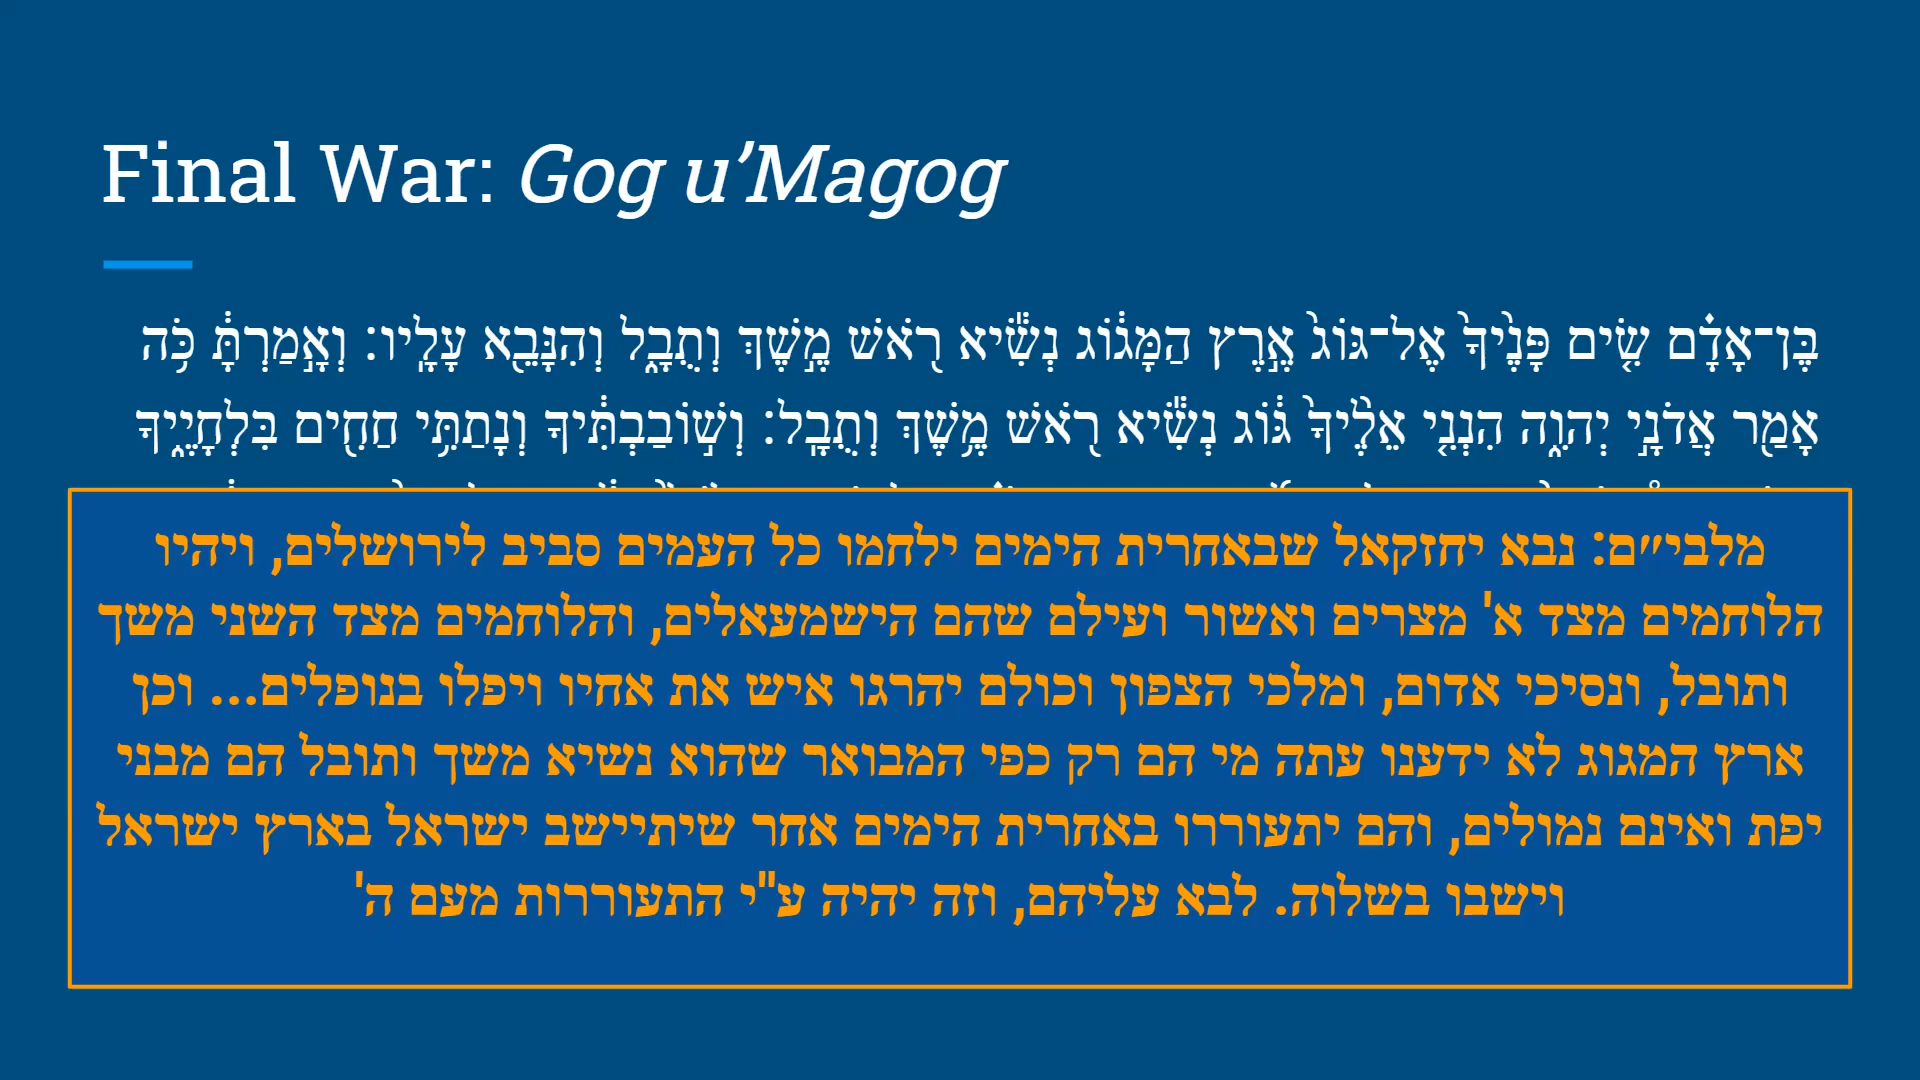 Final War: Gog u’Magog
בֶּן־אָדָ֗ם שִׂ֤ים פָּנֶ֙יךָ֙ אֶל־גּוֹג֙ אֶ֣רֶץ הַמָּג֔וֹג נְשִׂ֕יא רֹ֖אשׁ מֶ֣שֶׁךְ וְתֻבָ֑ל וְהִנָּבֵ֖א עָלָֽיו׃ וְאָ֣מַרְתָּ֔ כֹּ֥ה
אָמַ֖ר אֲדֹנָ֣י יְהוִ֑ה הִנְנִ֤י אֵלֶ֙יךָ֙ גּ֔וֹג נְשִׂ֕יא רֹ֖אשׁ מֶ֥שֶׁךְ וְתֻבָֽל׃ וְשׁ֣וֹבַבְתִּ֔יךָ וְנָתַתִּ֥י חַחִ֖ים בִּלְחָיֶ֑יךָ
מלבי״ם: נבא יחזקאל שבאחרית הימים ילחמו כל העמים סביב לירושלים, ויהיו
הלוחמים מצד א' מצרים ואשור ועילם שהם הישמעאלים, והלוחמים מצד השני משך
ותובל, ונסיכי אדום, ומלכי הצפון וכולם יהרגו איש את אחיו ויפלו בנופלים... וכן
ארץ המגוג לא ידענו עתה מי הם רק כפי המבואר שהוא נשיא משך ותובל הם מבני
יפת ואינם נמולים, והם יתעוררו באחרית הימים אחר שיתיישב ישראל בארץ ישראל
וישבו בשלוה. לבא עליהם, וזה יהיה ע"י התעוררות מעם ה'